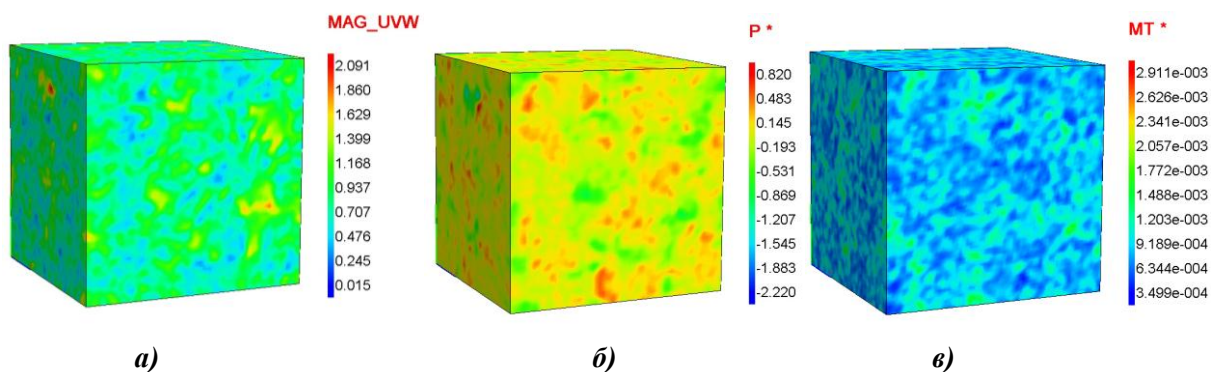 MAG_UVW
2.091
1.860
1.629
1.399
1.168
0.937
0.707
0.476
0.245
0.015
P *
0.820
0.483
0.145
-0.193
-0.531
-0.869
-1.207
-1.545
-1.883
-2.220
MT *
2.911e-003
2.626e-003
2.341e-003
2.057e-003
1.772e-003
1.488e-003
1.203e-003
9.189e-004
6.344e-004
3.499e-004
а)
б)
в)